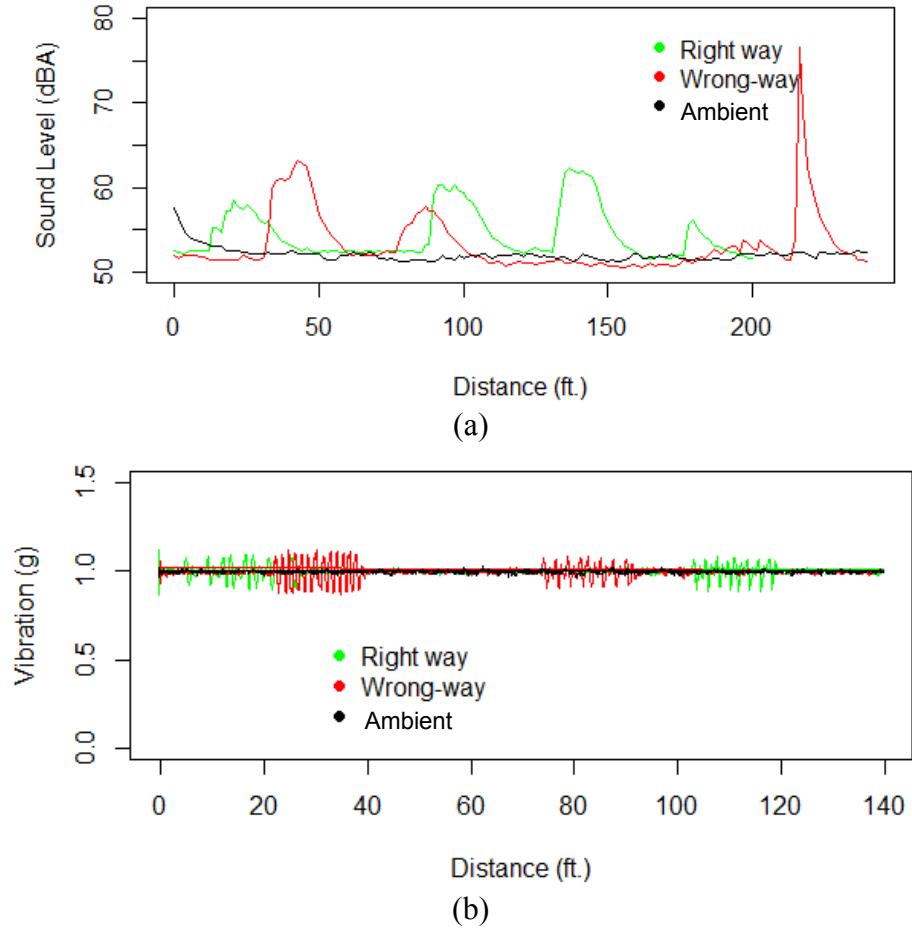 80
70
60
50
Sound Level (dBA)
Right way
Wrong-way
Ambient
0 50 100 150 200
Distance (ft.)
(a)
1.5
1.0
0.5
0.0
Vibration (g)
Right way
Wrong-way
Ambient
0 20 40 60 80 100 120 140
Distance (ft.)
(b)